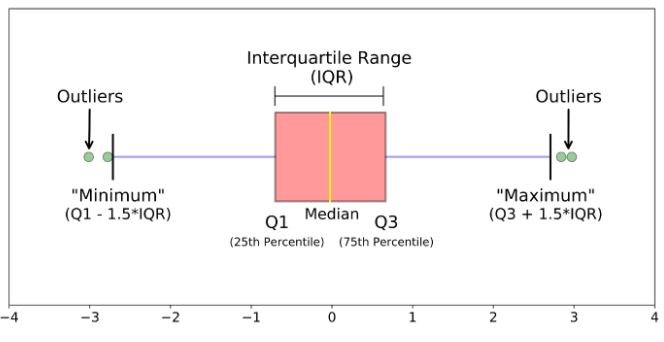 Interquartile Range
(IQR)
Outliers
Outliers
"Minimum"
(Q1 - 1.5*IQR)
"Maximum"
(Q3 + 1.5*IQR)
Q1
Median
Q3
(25th Percentile)
(75th Percentile)
−4
−3
−2
−1
0
1
2
3
4